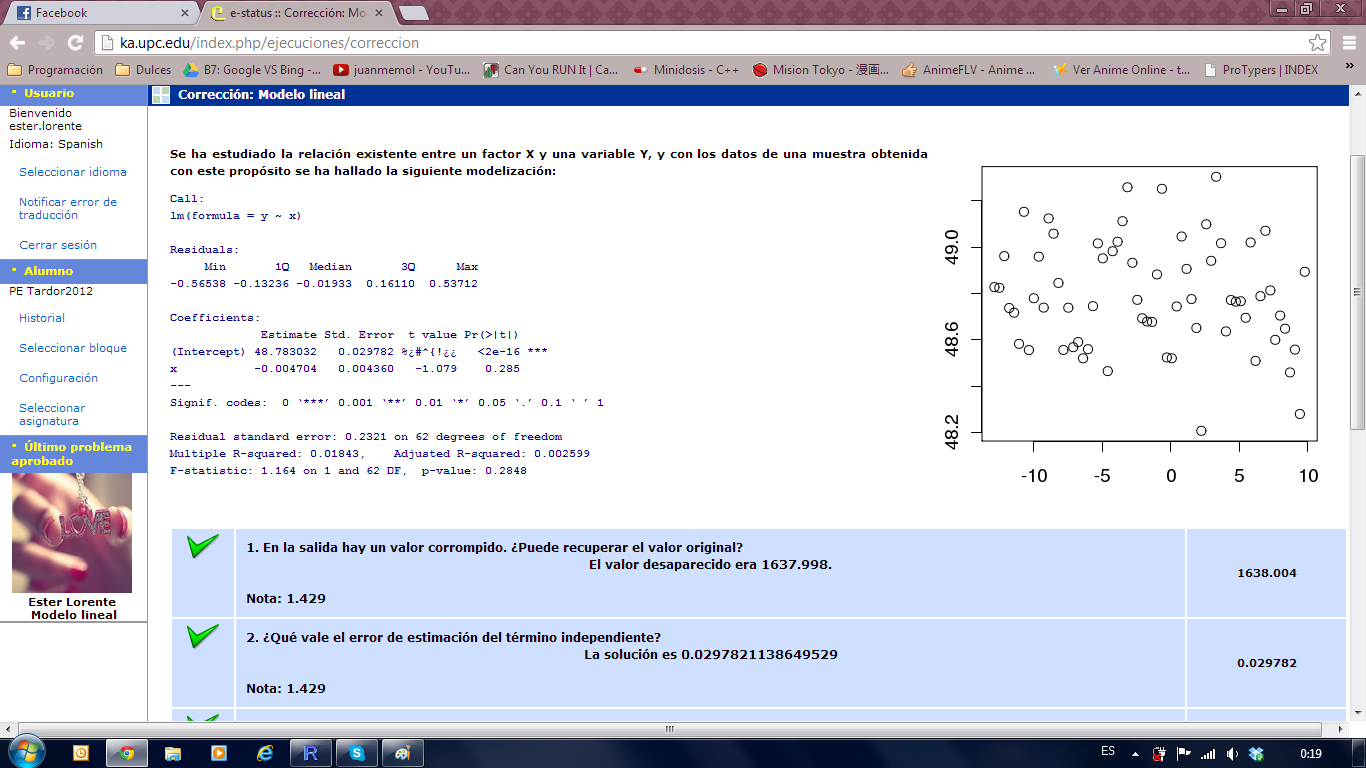 Facebook
e-status :: Corrección: Mo
ka.upc.edu/index.php/ejecuciones/correccion
Programación
Dulces
B7: Google VS Bing -...
juanmemol - YouTu...
Can You RUN It | Ca...
Minidosis - C++
Mision Tokyo - 漫画...
AnimeFLV - Anime ...
Ver Anime Online - t...
ProTypers | INDEX
»
Usuario
Bienvenido
ester.lorente
Idioma: Spanish
Seleccionar idioma
Notificar error de
traducción
Cerrar sesión
Alumno
PE Tardor2012
Historial
Seleccionar bloque
Configuración
Seleccionar
asignatura
Último problema
aprobado
LOVE
Ester Lorente
Modelo lineal
Corrección: Modelo lineal
Se ha estudiado la relación existente entre un factor X y una variable Y, y con los datos de una muestra obtenida
con este propósito se ha hallado la siguiente modelización:
Call:
lm(formula = y ~ x)
Residuals:
Min 1Q Median 3Q Max
-0.56538 -0.13236 -0.01933 0.16110 0.53712
Coefficients:
Estimate Std. Error t value Pr(>|t|)
(Intercept) 48.783032 0.029782 %¿#^{!¿¿ <2e-16 ***
x -0.004704 0.004360 -1.079 0.285
---
Signif. codes: 0 ‘***’ 0.001 ‘**’ 0.01 ‘*’ 0.05 ‘.’ 0.1 ‘ ’ 1
Residual standard error: 0.2321 on 62 degrees of freedom
Multiple R-squared: 0.01843, Adjusted R-squared: 0.002599
F-statistic: 1.164 on 1 and 62 DF, p-value: 0.2848
49.0
48.6
48.2
-10 -5 0 5 10
1. En la salida hay un valor corrompido. ¿Puede recuperar el valor original?
El valor desaparecido era 1637.998.
Nota: 1.429
1638.004
2. ¿Qué vale el error de estimación del término independiente?
La solución es 0.0297821138649529
Nota: 1.429
0.029782
ES
0:19